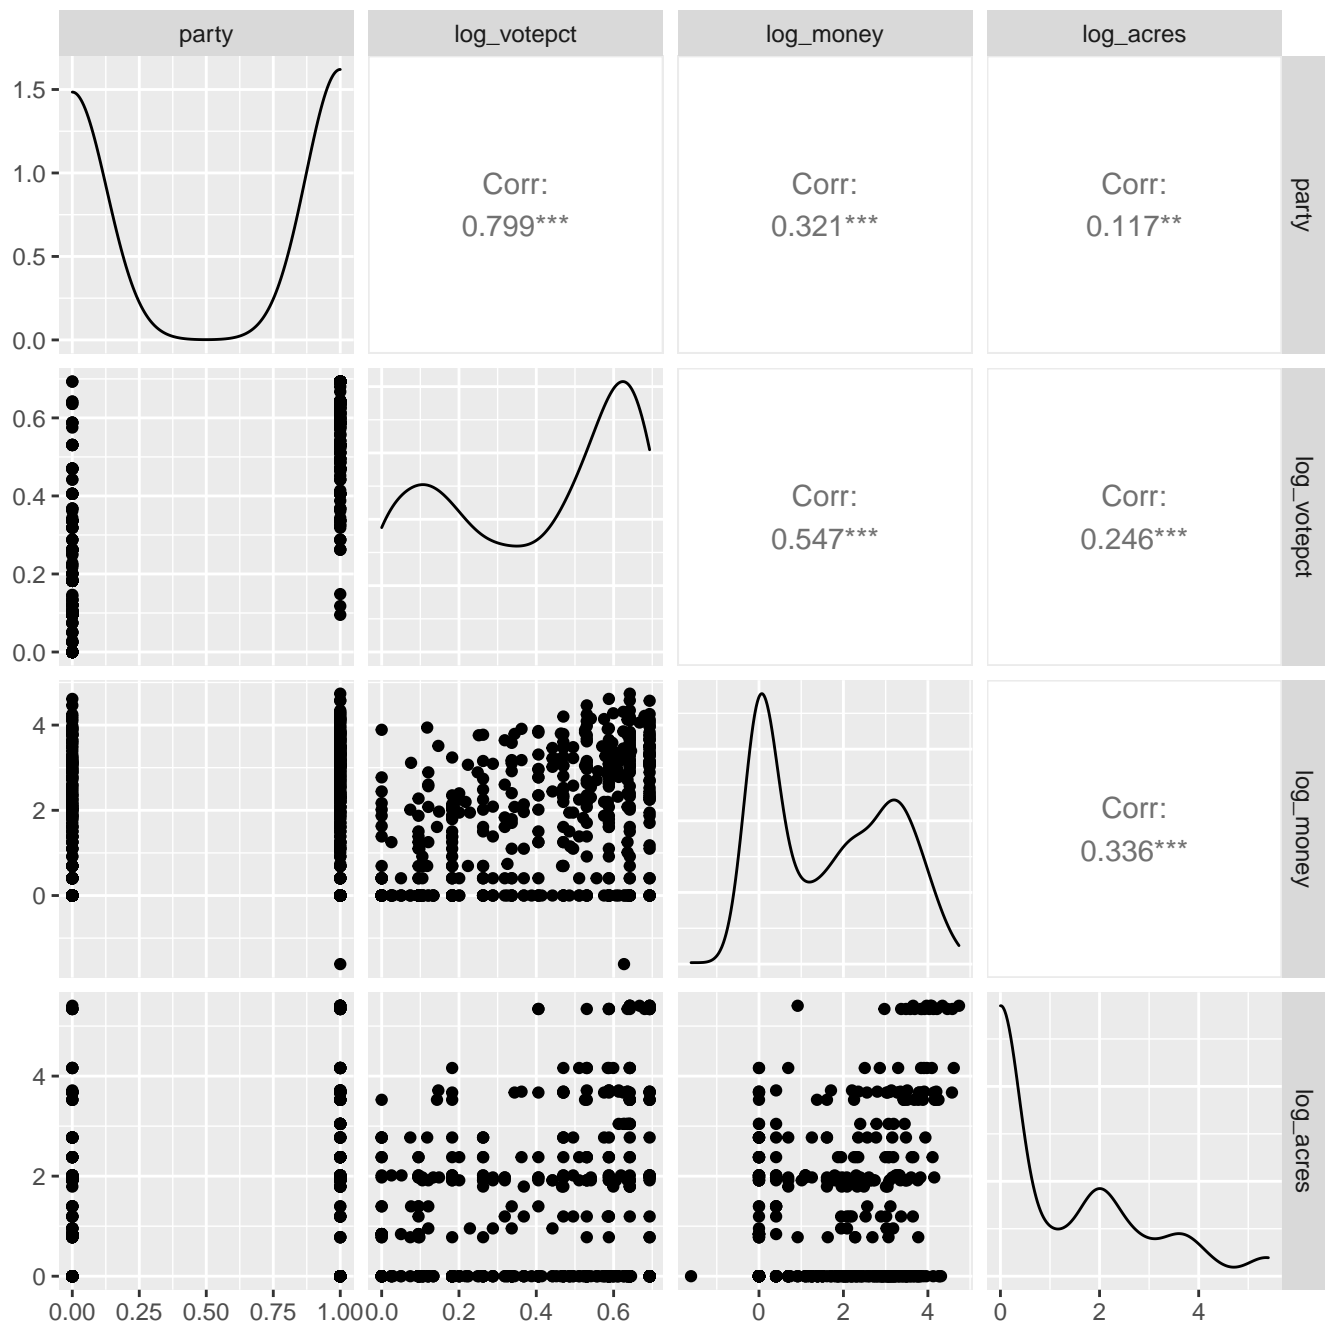 party log_votepct log_money log_acres
1.5
1.0
0.5
0.0
Corr:
0.799***
Corr:
0.321***
Corr:
0.117**
party
0.6
0.4
0.2
0.0
Corr:
0.547***
Corr:
0.246***
log_votepct
4
2
0
Corr:
0.336***
log_money
4
2
0
log_acres
0.00 0.25 0.50 0.75 1.00 0.0 0.2 0.4 0.6 0 2 4 0 2 4